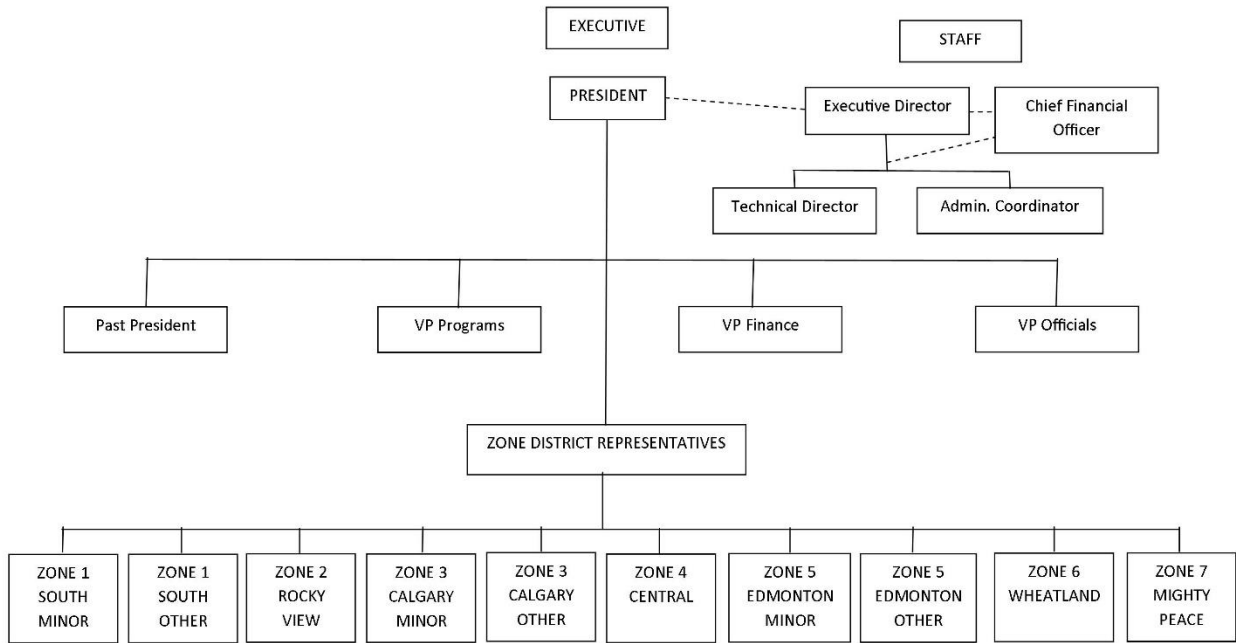 EXECUTIVE
STAFF
PRESIDENT
Executive Director
Chief Financial
Officer
Technical Director
Admin. Coordinator
Past President
VP Programs
VP Finance
VP Officials
ZONE DISTRICT REPRESENTATIVES
ZONE 1
SOUTH
MINOR
ZONE 1
SOUTH
OTHER
ZONE 2
ROCKY
VIEW
ZONE 3
CALGARY
MINOR
ZONE 3
CALGARY
OTHER
ZONE 4
CENTRAL
ZONE 5
EDMONTON
MINOR
ZONE 5
EDMONTON
OTHER
ZONE 6
WHEATLAND
ZONE 7
MIGHTY
PEACE